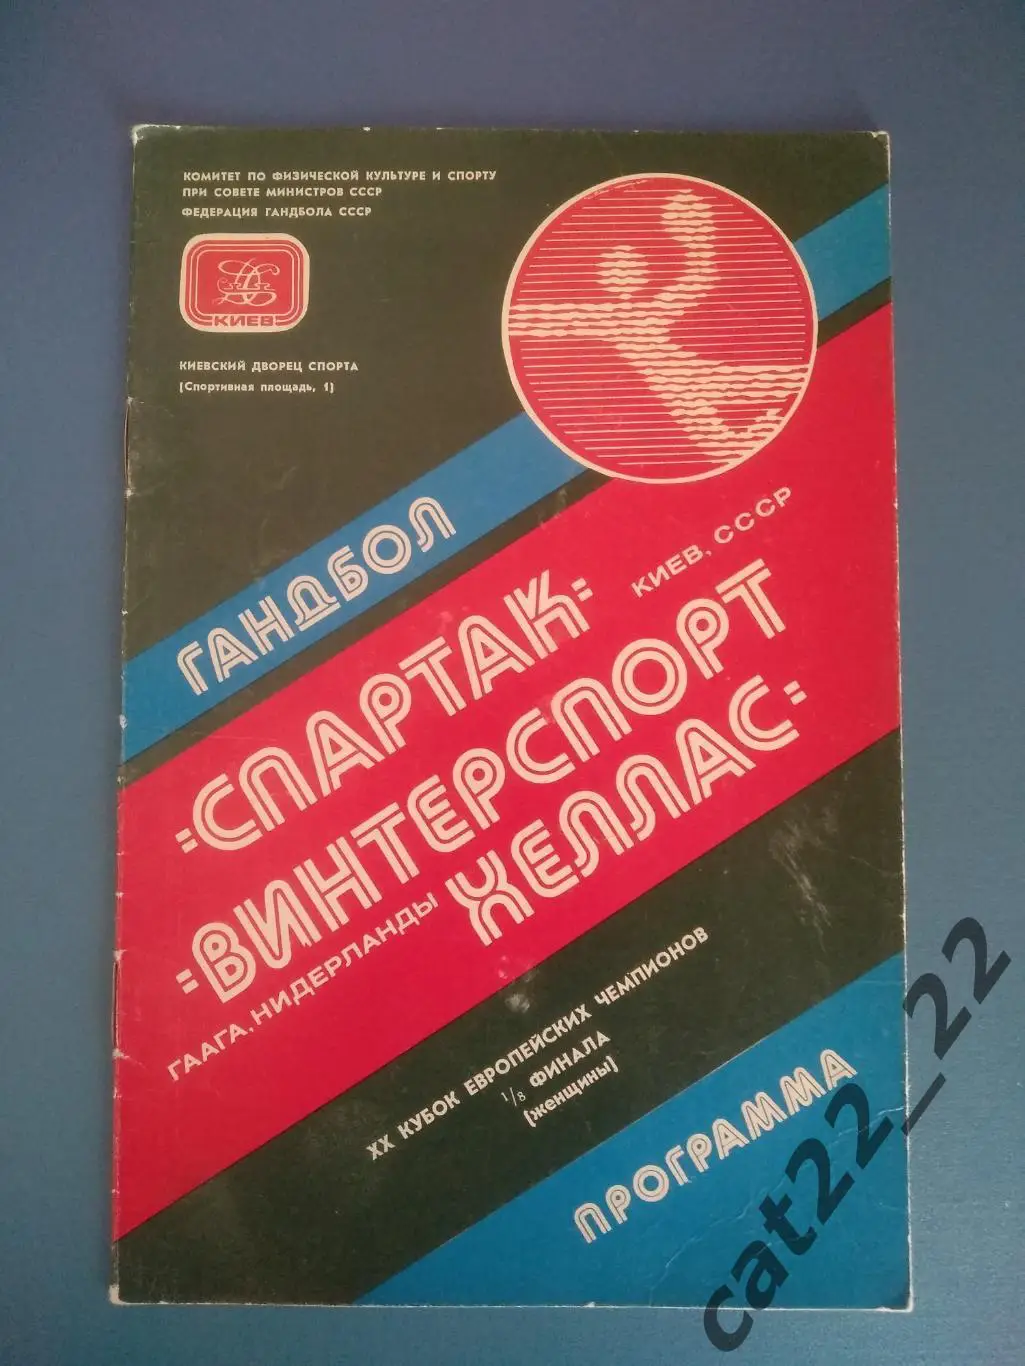 КОМИТЕТ ПО ФИЗИЧЕСКОЙ КУЛЬТУРЕ И СПОРТУ
ПРИ СОВЕТЕ МИНИСТРОВ СССР
ФЕДЕРАЦИЯ ГАНДБОЛА СССР
КИЕВ
КИЕВСКИЙ ДВОРЕЦ СПОРТА
(Спортивная площадь, 1)
ГАНДБОЛ
"СПАРТАК"
КИЕВ, СССР
"ВИНТЕРСПОРТ
ХЕЛЛАС"
ГААГА, НИДЕРЛАНДЫ
XX КУБОК ЕВРОПЕЙСКИХ ЧЕМПИОНОВ
1/8 ФИНАЛА
(женщины)
ПРОГРАММА
cat22_22